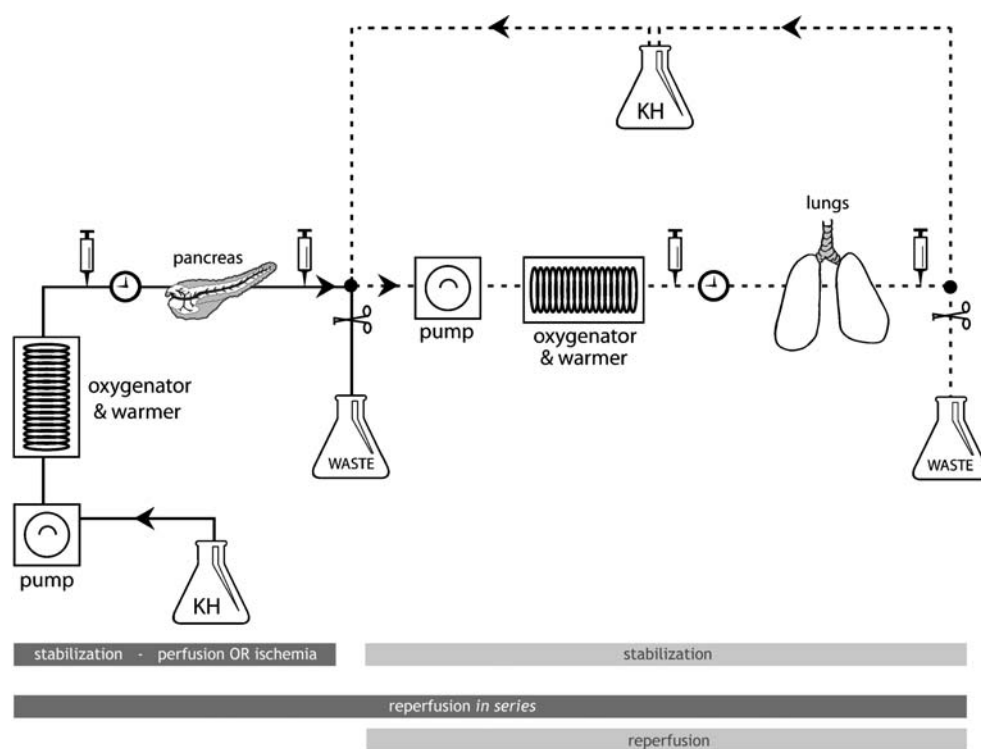 KH
lungs
pancreas
pump
oxygenator
& warmer
oxygenator
& warmer
WASTE
WASTE
pump
KH
stabilization - perfusion OR ischemia
stabilization
reperfusion in series
reperfusion